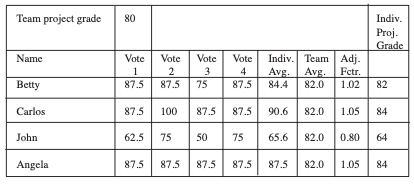 Team project grade 80 Indiv. Proj. Grade
Name Vote 1 Vote 2 Vote 3 Vote 4 Indiv. Avg. Team Avg. Adj. Fctr.
Betty 87.5 87.5 75 87.5 84.4 82.0 1.02 82
Carlos 87.5 100 87.5 87.5 90.6 82.0 1.05 84
John 62.5 75 50 75 65.6 82.0 0.80 64
Angela 87.5 87.5 87.5 87.5 87.5 82.0 1.05 84